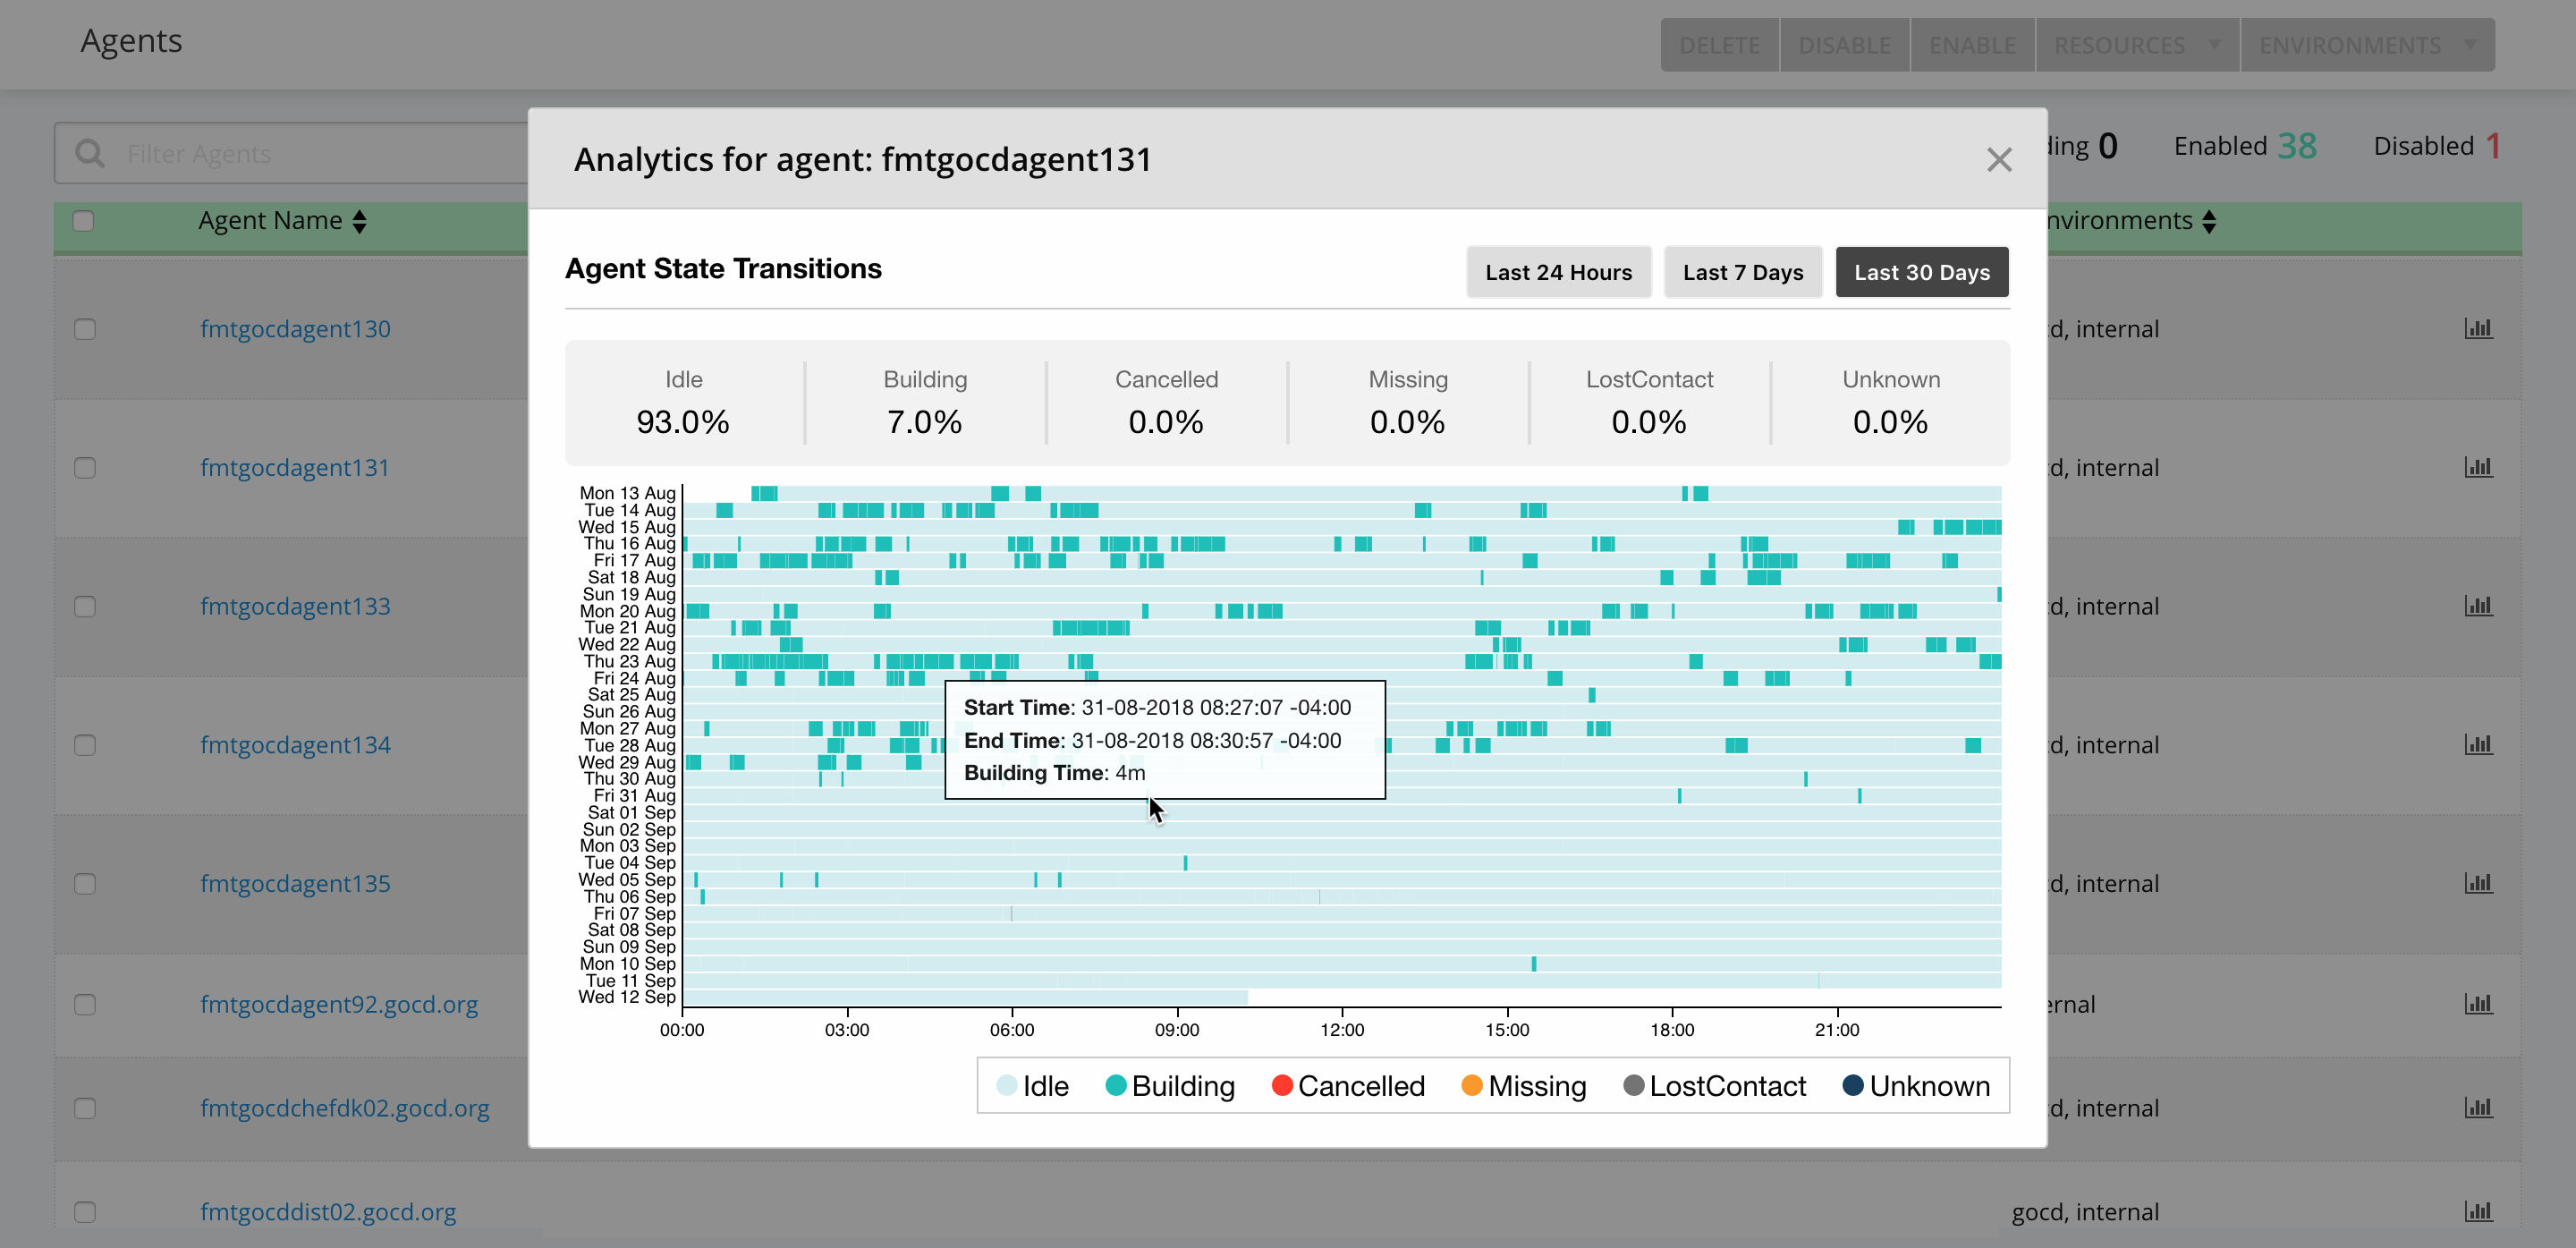 Agents
DELETE DISABLE ENABLE RESOURCES ENVIRONMENTS
Filter Agents
ding 0 Enabled 38 Disabled 1
Agent Name
nvironments
fmtgocdagent130
cd, internal
fmtgocdagent131
cd, internal
fmtgocdagent133
cd, internal
fmtgocdagent134
cd, internal
fmtgocdagent135
cd, internal
fmtgocdagent92.gocd.org
ernal
fmtgocdchefdk02.gocd.org
cd, internal
fmtgocddist02.gocd.org
gocd, internal
Analytics for agent: fmtgocdagent131
Agent State Transitions
Last 24 Hours Last 7 Days Last 30 Days
Idle Building Cancelled Missing LostContact Unknown
93.0% 7.0% 0.0% 0.0% 0.0% 0.0%
Mon 13 Aug
Tue 14 Aug
Wed 15 Aug
Thu 16 Aug
Fri 17 Aug
Sat 18 Aug
Sun 19 Aug
Mon 20 Aug
Tue 21 Aug
Wed 22 Aug
Thu 23 Aug
Fri 24 Aug
Sat 25 Aug
Sun 26 Aug
Mon 27 Aug
Tue 28 Aug
Wed 29 Aug
Thu 30 Aug
Fri 31 Aug
Sat 01 Sep
Sun 02 Sep
Mon 03 Sep
Tue 04 Sep
Wed 05 Sep
Thu 06 Sep
Fri 07 Sep
Sat 08 Sep
Sun 09 Sep
Mon 10 Sep
Tue 11 Sep
Wed 12 Sep
Start Time: 31-08-2018 08:27:07 -04:00
End Time: 31-08-2018 08:30:57 -04:00
Building Time: 4m
00:00 03:00 06:00 09:00 12:00 15:00 18:00 21:00
Idle Building Cancelled Missing LostContact Unknown